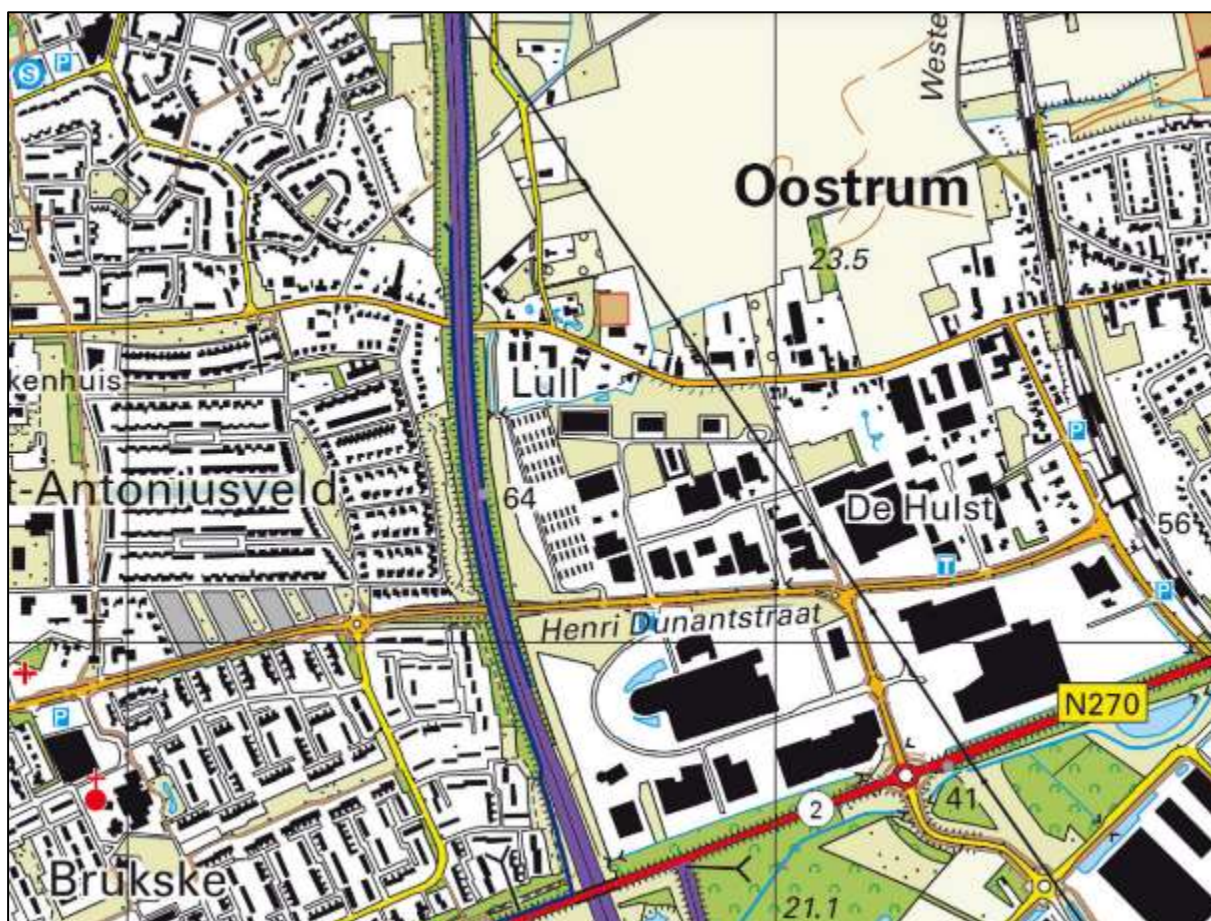 S
P
Weste
Oostrum
23.5
Lull
kenhuis
P
t-Antoniusveld
64
De Hulst
56
T
P
Henri Dunantstraat
N270
P
2
41
Brukske
21.1